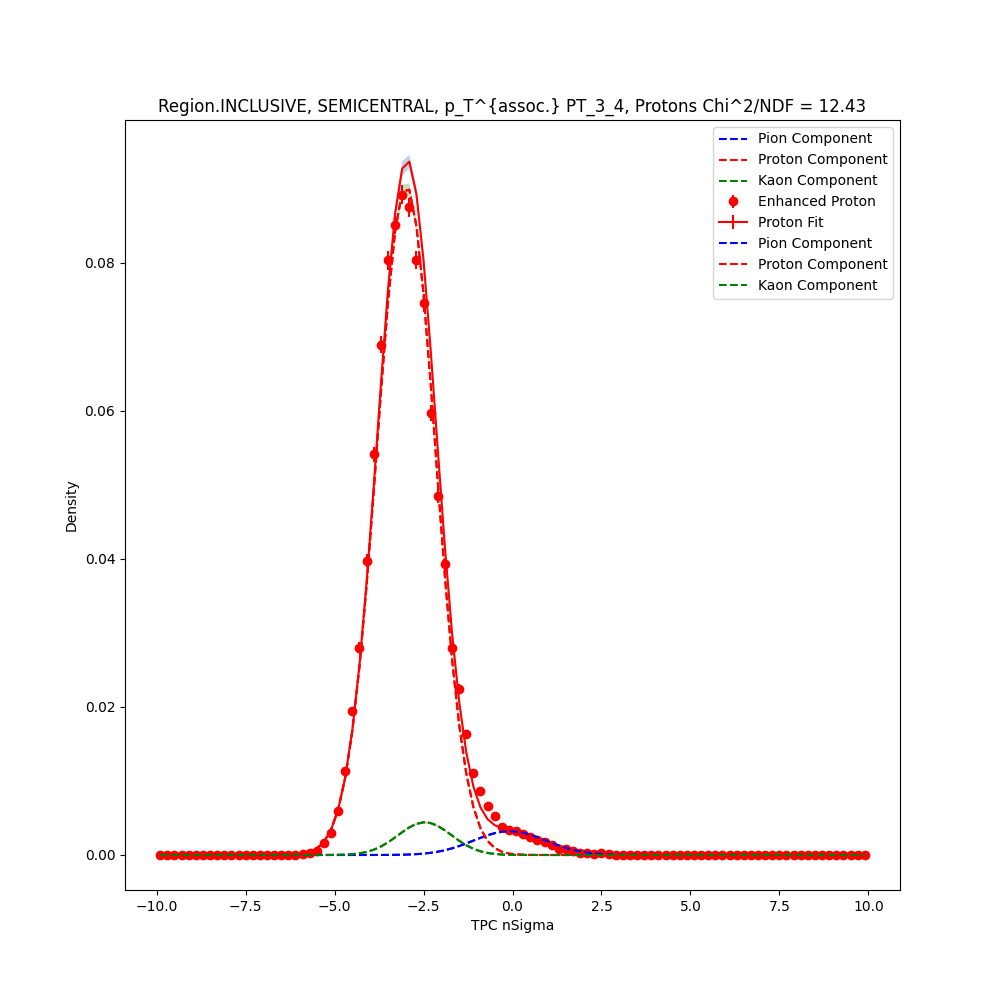 Region.INCLUSIVE, SEMICENTRAL, p_T^{assoc.} PT_3_4, Protons Chi^2/NDF = 12.43
Pion Component
Proton Component
Kaon Component
Enhanced Proton
Proton Fit
Pion Component
Proton Component
Kaon Component
Density
0.08
0.06
0.04
0.02
0.00
−10.0 −7.5 −5.0 −2.5 0.0 2.5 5.0 7.5 10.0
TPC nSigma